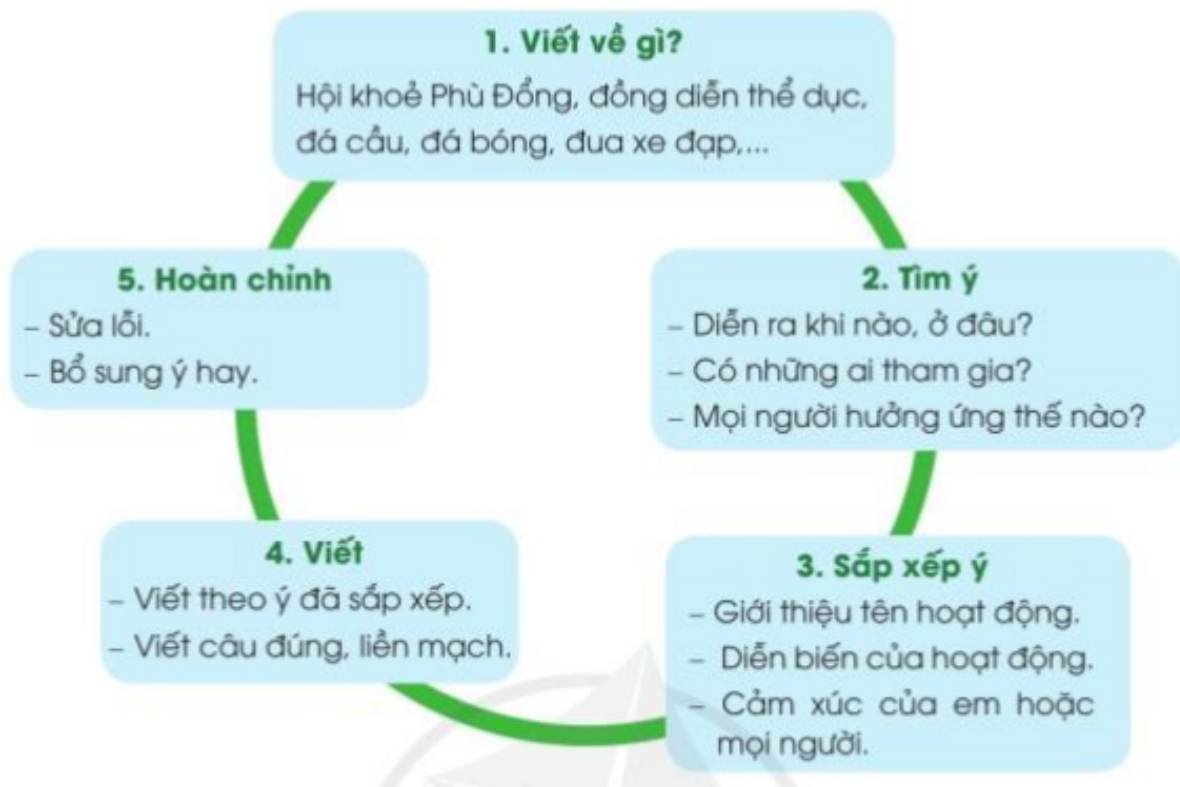 1. Viết về gì?
Hội khoẻ Phù Đổng, đồng diễn thể dục,
đá cầu, đá bóng, đua xe đạp,...
2. Tìm ý
– Diễn ra khi nào, ở đâu?
– Có những ai tham gia?
– Mọi người hưởng ứng thế nào?
3. Sắp xếp ý
– Giới thiệu tên hoạt động.
– Diễn biến của hoạt động.
– Cảm xúc của em hoặc
mọi người.
4. Viết
– Viết theo ý đã sắp xếp.
– Viết câu đúng, liền mạch.
5. Hoàn chỉnh
– Sửa lỗi.
– Bổ sung ý hay.